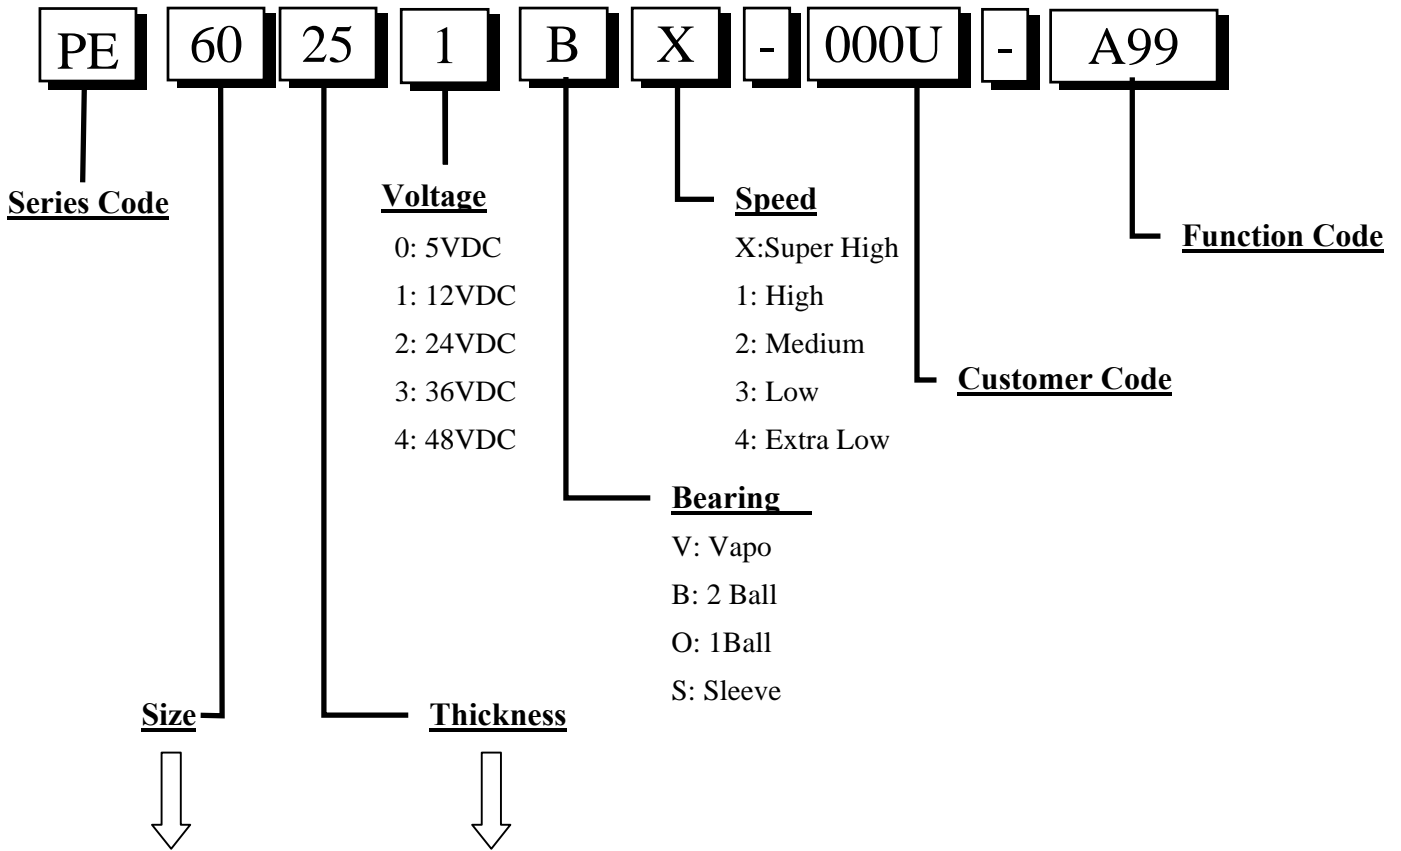 PE 60 25 1 B X - 000U - A99
Series Code
Voltage
0: 5VDC
1: 12VDC
2: 24VDC
3: 36VDC
4: 48VDC
Speed
X:Super High
1: High
2: Medium
3: Low
4: Extra Low
Function Code
Customer Code
Bearing
V: Vapo
B: 2 Ball
O: 1Ball
S: Sleeve
Size
Thickness